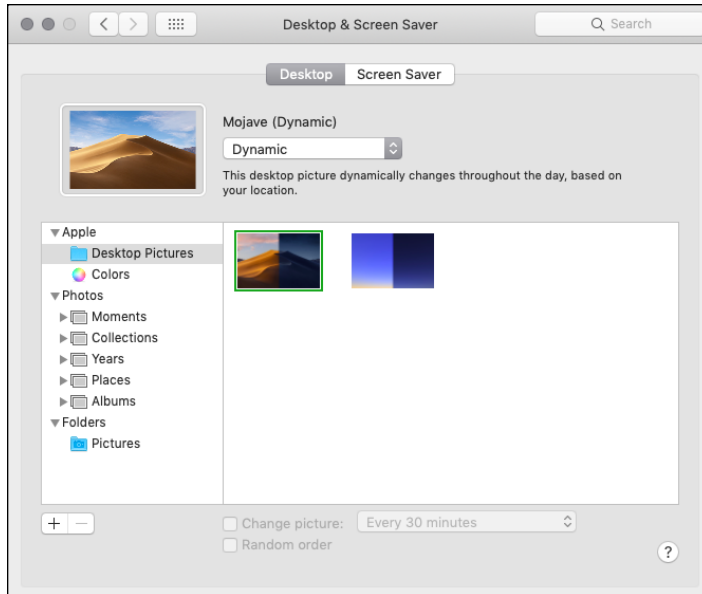 Desktop & Screen Saver
Search
Desktop
Screen Saver
Mojave (Dynamic)
Dynamic
This desktop picture dynamically changes throughout the day, based on
your location.
Apple
Desktop Pictures
Colors
Photos
Moments
Collections
Years
Places
Albums
Folders
Pictures
+ −
Change picture:
Every 30 minutes
Random order
?